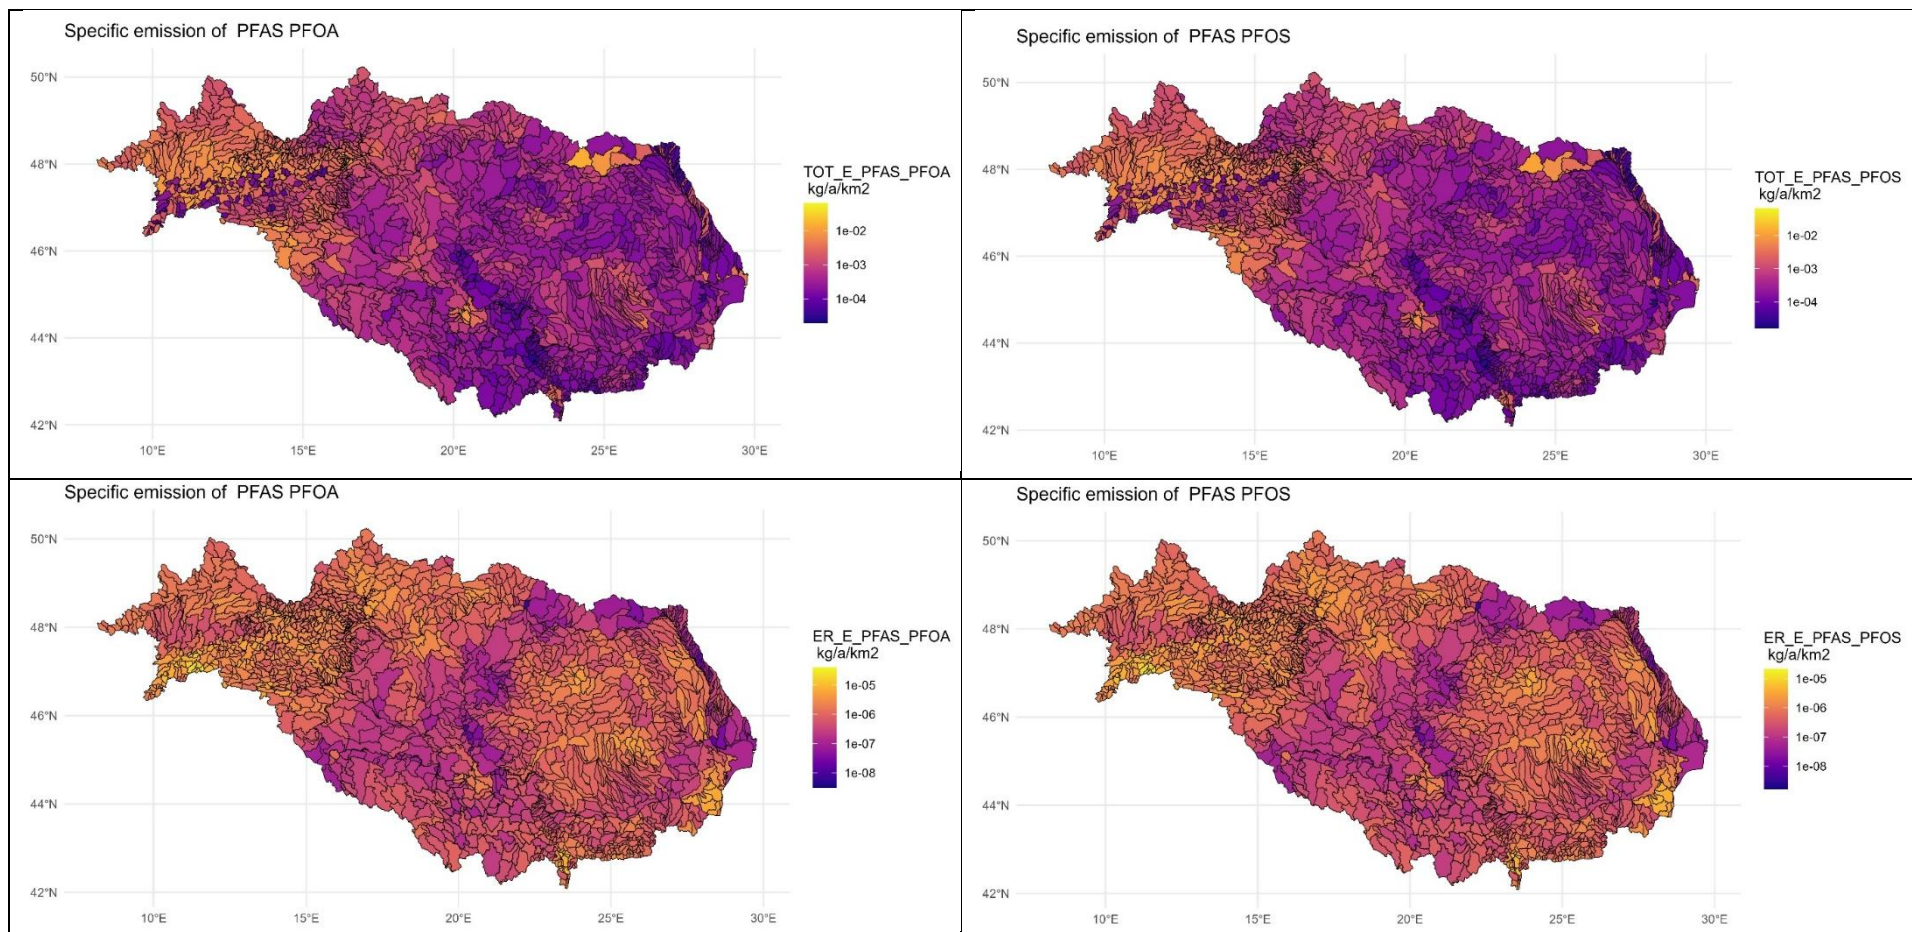 Specific emission of PFAS PFOA
50°N
48°N
46°N
44°N
42°N
10°E
15°E
20°E
25°E
30°E
TOT_E_PFAS_PFOA
kg/a/km2
1e-02
1e-03
1e-04
Specific emission of PFAS PFOS
50°N
48°N
46°N
44°N
42°N
10°E
15°E
20°E
25°E
30°E
TOT_E_PFAS_PFOS
kg/a/km2
1e-02
1e-03
1e-04
Specific emission of PFAS PFOA
50°N
48°N
46°N
44°N
42°N
10°E
15°E
20°E
25°E
30°E
ER_E_PFAS_PFOA
kg/a/km2
1e-05
1e-06
1e-07
1e-08
Specific emission of PFAS PFOS
50°N
48°N
46°N
44°N
42°N
10°E
15°E
20°E
25°E
30°E
ER_E_PFAS_PFOS
kg/a/km2
1e-05
1e-06
1e-07
1e-08